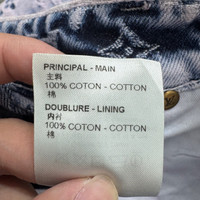 PRINCIPAL - MAIN
主料
100% COTON - COTTON
棉
DOUBLURE - LINING
内衬
100% COTON - COTTON
棉